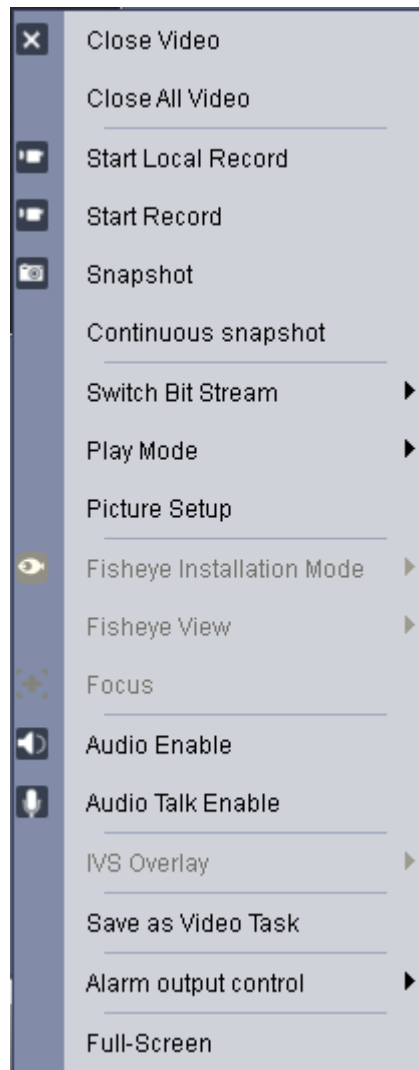 Close Video
Close All Video
Start Local Record
Start Record
Snapshot
Continuous snapshot
Switch Bit Stream
Play Mode
Picture Setup
Fisheye Installation Mode
Fisheye View
Focus
Audio Enable
Audio Talk Enable
IVS Overlay
Save as Video Task
Alarm output control
Full-Screen